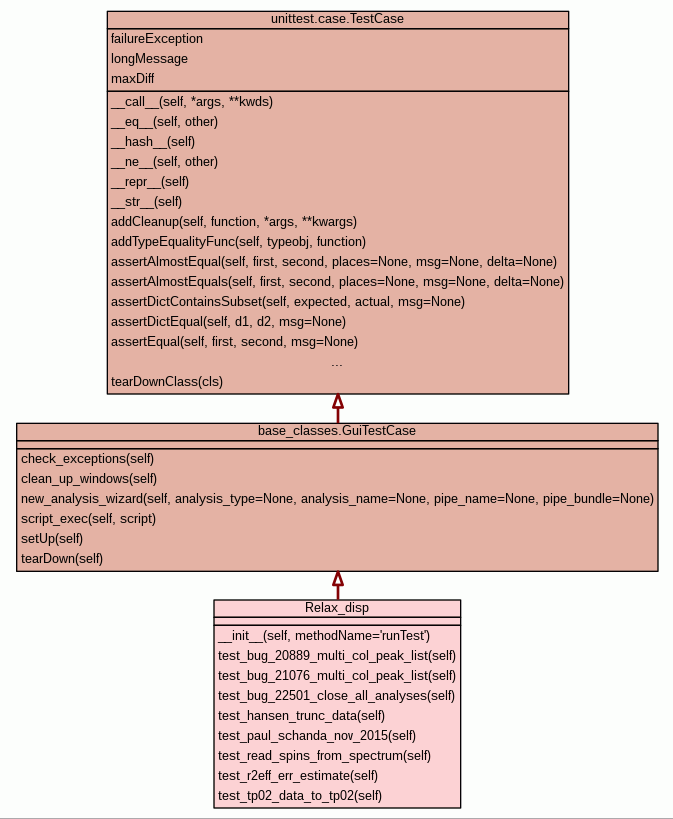 unittest.case.TestCase
failureException
longMessage
maxDiff
__call__(self, *args, **kwds)
__eq__(self, other)
__hash__(self)
__ne__(self, other)
__repr__(self)
__str__(self)
addCleanup(self, function, *args, **kwargs)
addTypeEqualityFunc(self, typeobj, function)
assertAlmostEqual(self, first, second, places=None, msg=None, delta=None)
assertAlmostEquals(self, first, second, places=None, msg=None, delta=None)
assertDictContainsSubset(self, expected, actual, msg=None)
assertDictEqual(self, d1, d2, msg=None)
assertEqual(self, first, second, msg=None)
...
tearDownClass(cls)
base_classes.GuiTestCase
check_exceptions(self)
clean_up_windows(self)
new_analysis_wizard(self, analysis_type=None, analysis_name=None, pipe_name=None, pipe_bundle=None)
script_exec(self, script)
setUp(self)
tearDown(self)
Relax_disp
__init__(self, methodName='runTest')
test_bug_20889_multi_col_peak_list(self)
test_bug_21076_multi_col_peak_list(self)
test_bug_22501_close_all_analyses(self)
test_hansen_trunc_data(self)
test_paul_schanda_now_2015(self)
test_read_spins_from_spectrum(self)
test_r2eff_err_estimate(self)
test_tp02_data_to_tp02(self)